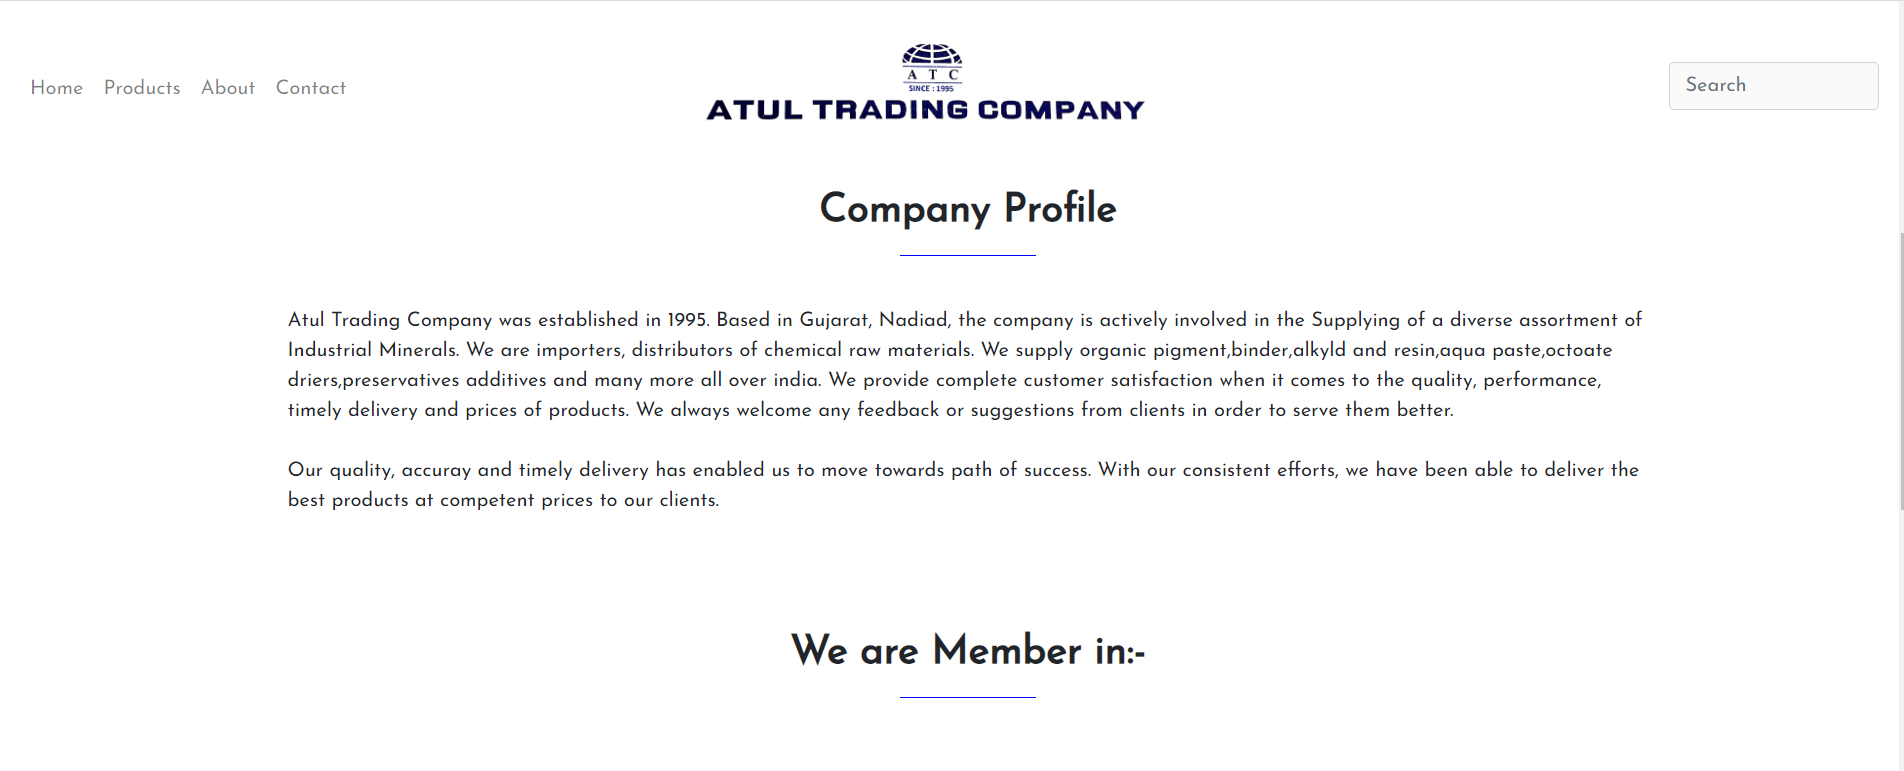 Home Products About Contact
A T C
SINCE : 1995
ATUL TRADING COMPANY
Search
Company Profile
Atul Trading Company was established in 1995. Based in Gujarat, Nadiad, the company is actively involved in the Supplying of a diverse assortment of
Industrial Minerals. We are importers, distributors of chemical raw materials. We supply organic pigment,binder,alkyld and resin,aqua paste,octoate
driers,preservatives additives and many more all over india. We provide complete customer satisfaction when it comes to the quality, performance,
timely delivery and prices of products. We always welcome any feedback or suggestions from clients in order to serve them better.
Our quality, accuray and timely delivery has enabled us to move towards path of success. With our consistent efforts, we have been able to deliver the
best products at competent prices to our clients.
We are Member in:-